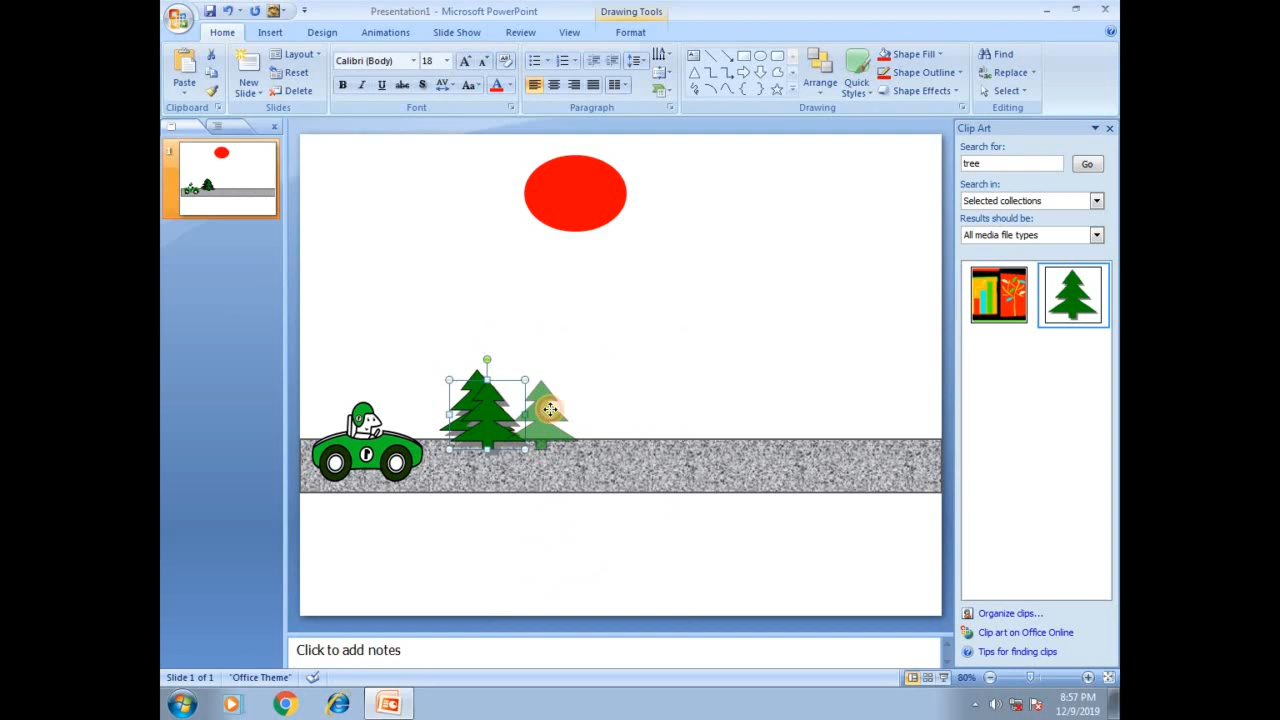 Presentation1 - Microsoft PowerPoint
Drawing Tools
Home Insert Design Animations Slide Show Review View Format
Paste
Clipboard
New Slide
Layout
Reset
Delete
Slides
Calibri (Body) 18
B I U abc S AV Aa A
Font
Paragraph
Arrange
Quick Styles
Shape Fill
Shape Outline
Shape Effects
Drawing
Find
Replace
Select
Editing
1
Clip Art
Search for:
tree
Go
Search in:
Selected collections
Results should be:
All media file types
Organize clips...
Clip art on Office Online
Tips for finding clips
Click to add notes
Slide 1 of 1 "Office Theme" 80%
8:57 PM
12/9/2019